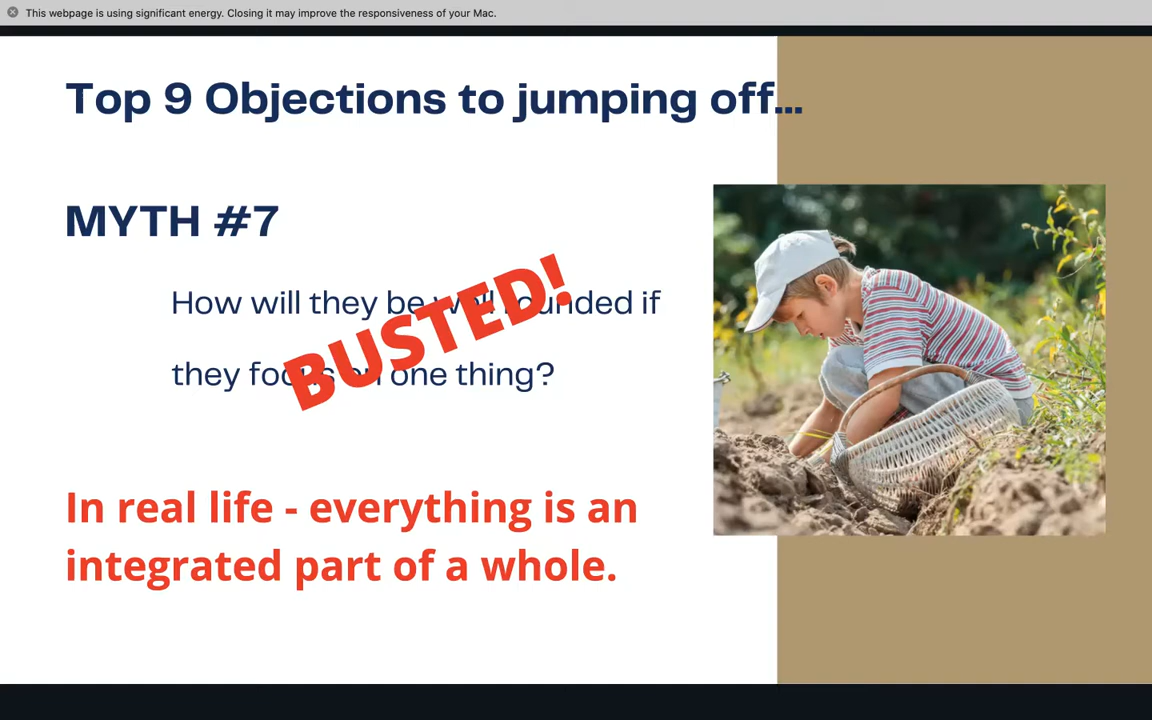 This webpage is using significant energy. Closing it may improve the responsiveness of your Mac.
Top 9 Objections to jumping off...
MYTH #7
How will they be well rounded if
they focus on one thing?
BUSTED!
In real life - everything is an
integrated part of a whole.